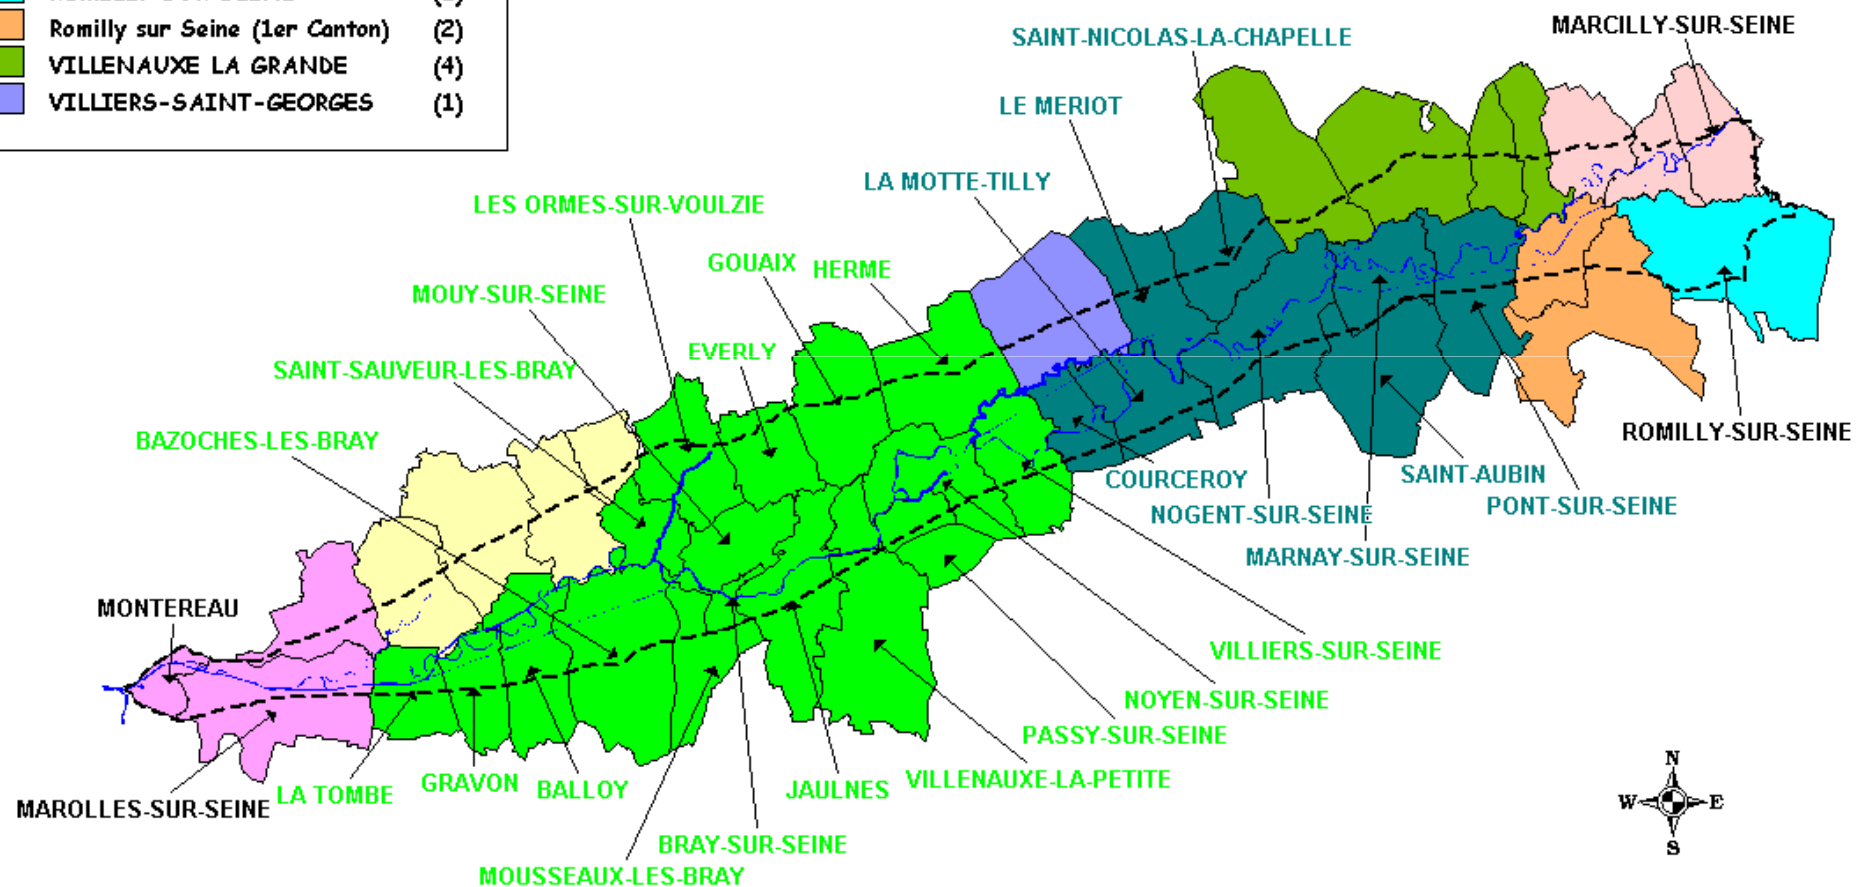 Romilly sur Seine (1er Canton) (2)
VILLENAUXE LA GRANDE (4)
VILLIERS-SAINT-GEORGES (1)
MARCILLY-SUR-SEINE
SAINT-NICOLAS-LA-CHAPELLE
LE MERIOT
LA MOTTE-TILLY
LES ORMES-SUR-VOULZIE
GOUAIX
HERME
MOUY-SUR-SEINE
EVERLY
SAINT-SAUVEUR-LES-BRAY
BAZOCHES-LES-BRAY
ROMILLY-SUR-SEINE
COURCEROY
SAINT-AUBIN
PONT-SUR-SEINE
NOGENT-SUR-SEINE
MARNAY-SUR-SEINE
MONTEREAU
VILLIERS-SUR-SEINE
NOYEN-SUR-SEINE
PASSY-SUR-SEINE
VILLENAUXE-LA-PETITE
JAULNES
BALLOY
GRAVON
LA TOMBE
MAROLLES-SUR-SEINE
BRAY-SUR-SEINE
MOUSSEAUX-LES-BRAY
N
W E
S